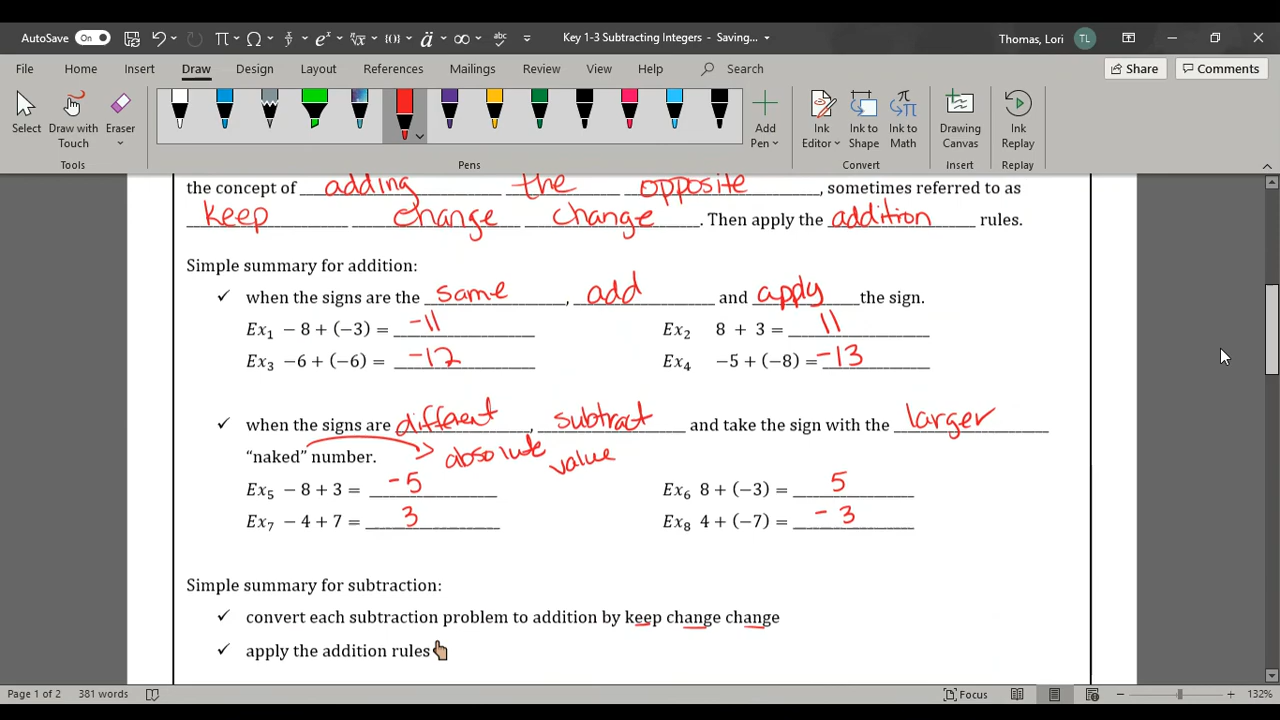 AutoSave On Key 1-3 Subtracting Integers - Saving... Thomas, Lori TL
File Home Insert Draw Design Layout References Mailings Review View Help Search Share Comments
Select Draw with Touch Eraser Add Pen Ink Editor Ink to Shape Ink to Math Drawing Canvas Ink Replay
Tools Pens Convert Insert Replay
the concept of adding the opposite, sometimes referred to as
keep change change. Then apply the addition rules.
Simple summary for addition:
✓ when the signs are the same, add and apply the sign.
Ex₁ − 8 + (−3) = -11 Ex₂ 8 + 3 = 11
Ex₃ −6 + (−6) = -12 Ex₄ −5 + (−8) = -13
✓ when the signs are different, subtract and take the sign with the larger
"naked" number. absolute value
Ex₅ − 8 + 3 = -5 Ex₆ 8 + (−3) = 5
Ex₇ − 4 + 7 = 3 Ex₈ 4 + (−7) = -3
Simple summary for subtraction:
✓ convert each subtraction problem to addition by keep change change
✓ apply the addition rules
Page 1 of 2 381 words Focus 132%